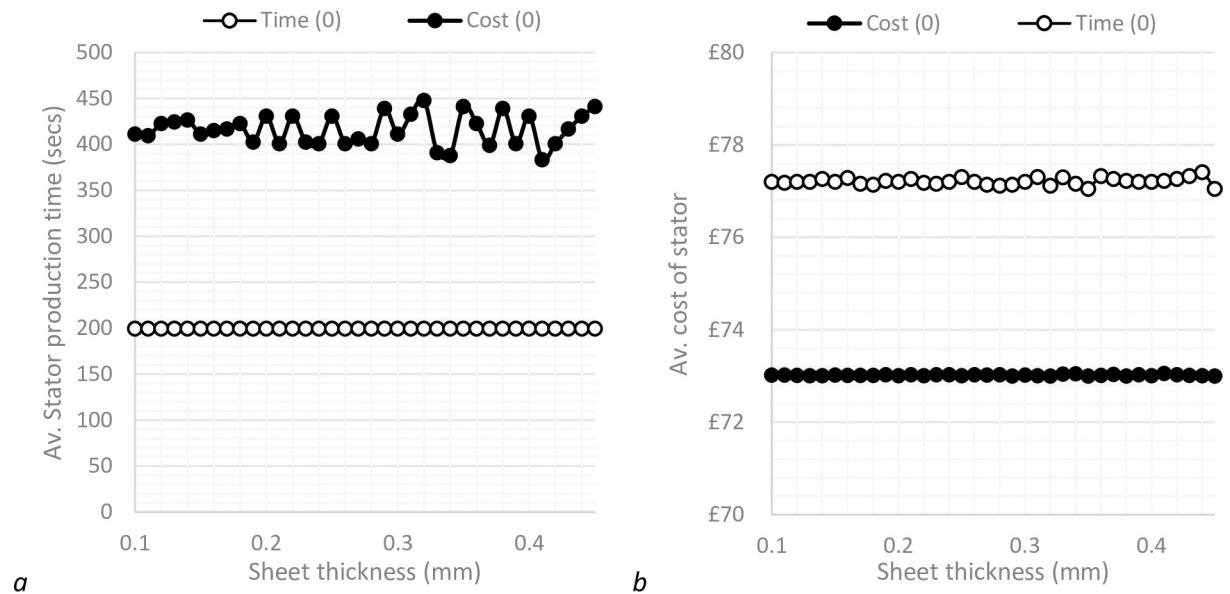 Time (0) Cost (0)
500
450
400
350
300
250
200
150
100
50
0
Av. Stator production time (secs)
0.1 0.2 0.3 0.4
Sheet thickness (mm)
a
Cost (0) Time (0)
£80
£78
£76
£74
£72
£70
Av. cost of stator
0.1 0.2 0.3 0.4
Sheet thickness (mm)
b